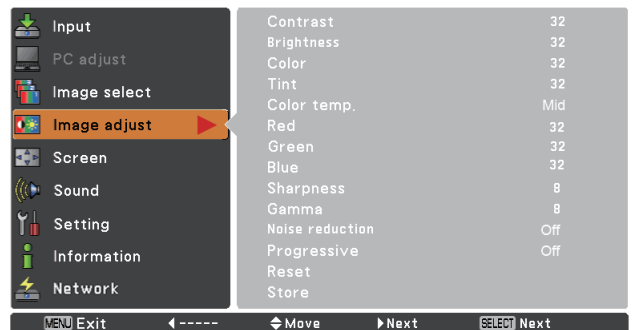 Input
PC adjust
Image select
Image adjust
Screen
Sound
Setting
Information
Network
Contrast 32
Brightness 32
Color 32
Tint 32
Color temp. Mid
Red 32
Green 32
Blue 32
Sharpness 8
Gamma 8
Noise reduction Off
Progressive Off
Reset
Store
MENU Exit ◀ ----- ◆ Move ▶ Next SELECT Next